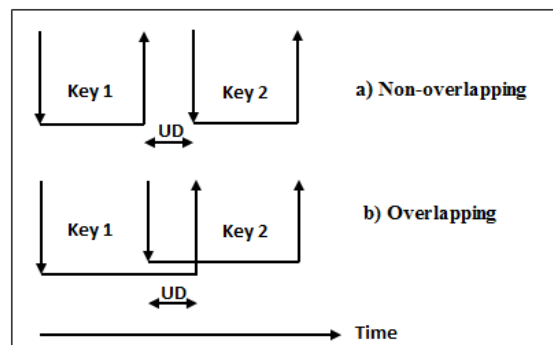 Key 1
Key 2
a) Non-overlapping
UD
Key 1
Key 2
b) Overlapping
UD
Time